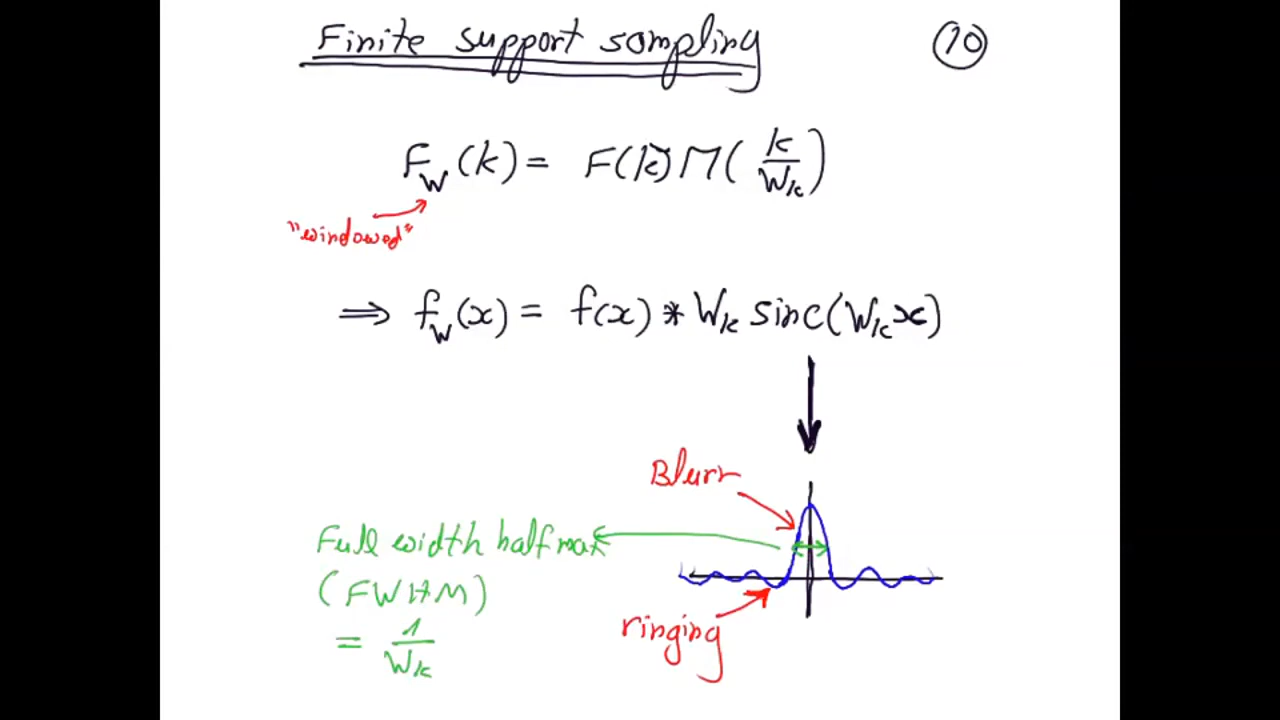 Finite support sampling
10
F_W(k) = F(k) Π(k/W_k)
"windowed"
⇒ f_W(x) = f(x) * W_k sinc(W_k x)
Blurr
Full width half max
(FWHM)
= 1/W_k
ringing